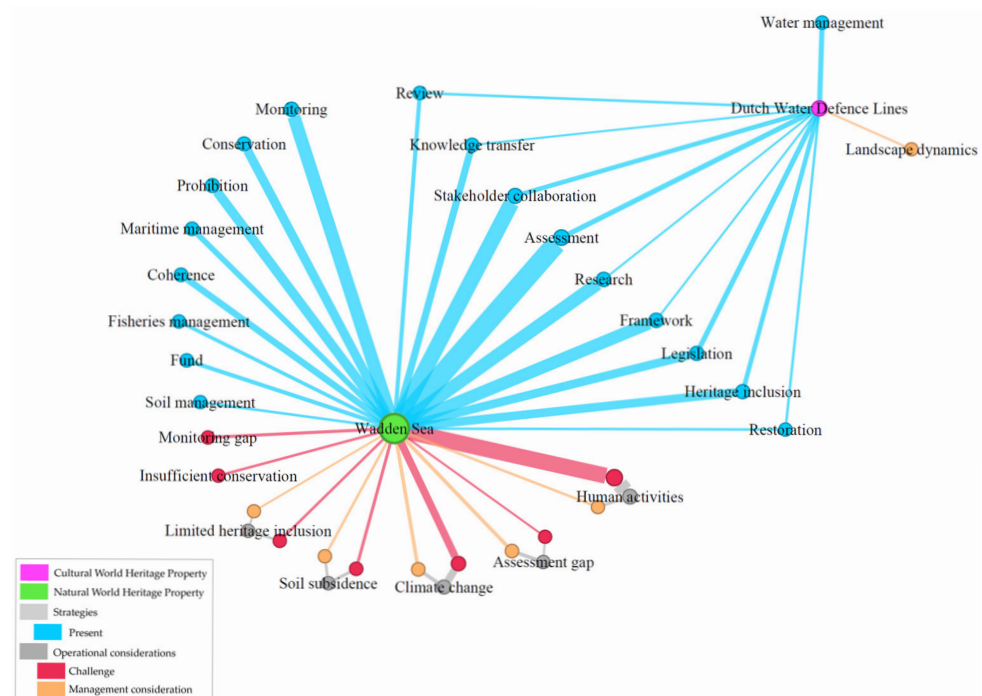 Water management
Review
Dutch Water Defence Lines
Monitoring
Conservation
Knowledge transfer
Landscape dynamics
Prohibition
Stakeholder collaboration
Maritime management
Assessment
Coherence
Research
Fisheries management
Framework
Fund
Legislation
Soil management
Heritage inclusion
Wadden Sea
Restoration
Monitoring gap
Insufficient conservation
Human activities
Limited heritage inclusion
Assessment gap
Soil subsidence
Climate change
Cultural World Heritage Property
Natural World Heritage Property
Strategies
Present
Operational considerations
Challenge
Management consideration